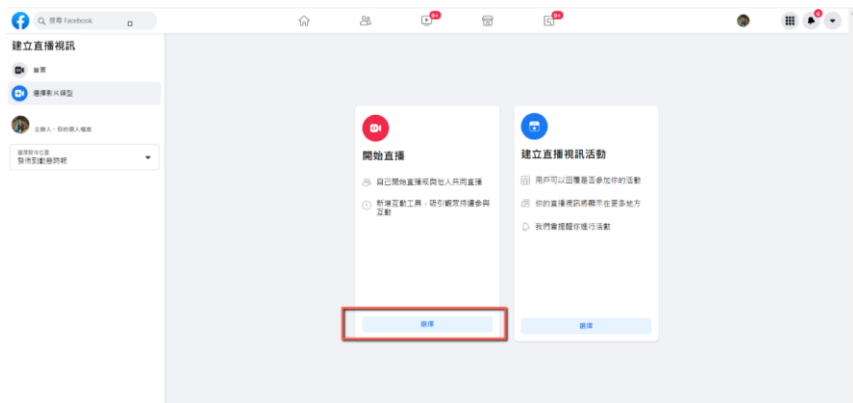 搜尋 Facebook
9+
9+
6
建立直播視訊
首頁
選擇影片類型
主辦人 · 你的個人檔案
選擇發布位置
發佈到動態時報
開始直播
自己開始直播或與他人共同直播
新增互動工具，吸引觀眾持續參與
互動
選擇
建立直播視訊活動
用戶可以回覆是否參加你的活動
你的直播視訊將顯示在更多地方
我們會提醒你進行活動
選擇